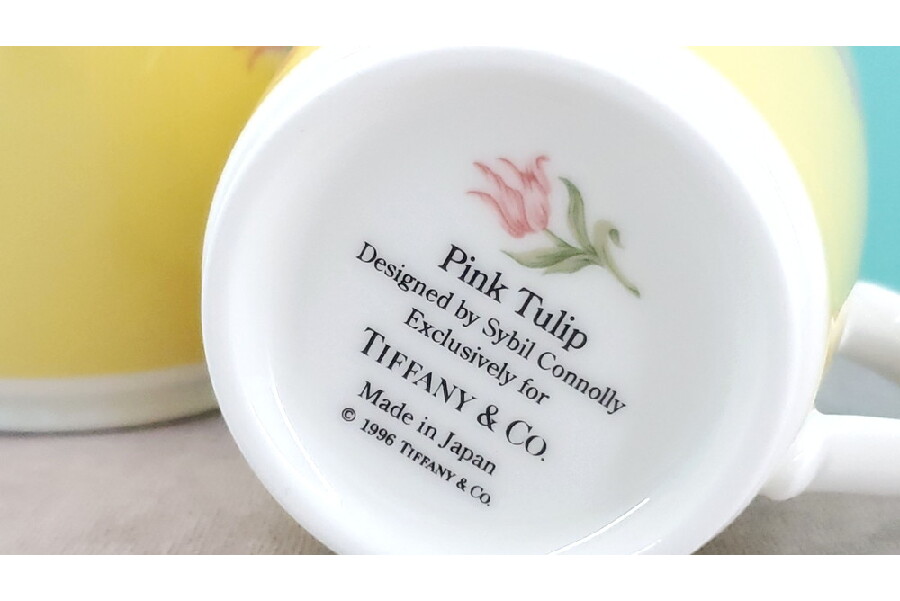 Pink Tulip
Designed by Sybil Connolly
Exclusively for
TIFFANY & CO.
Made in Japan
© 1996 TIFFANY & CO.